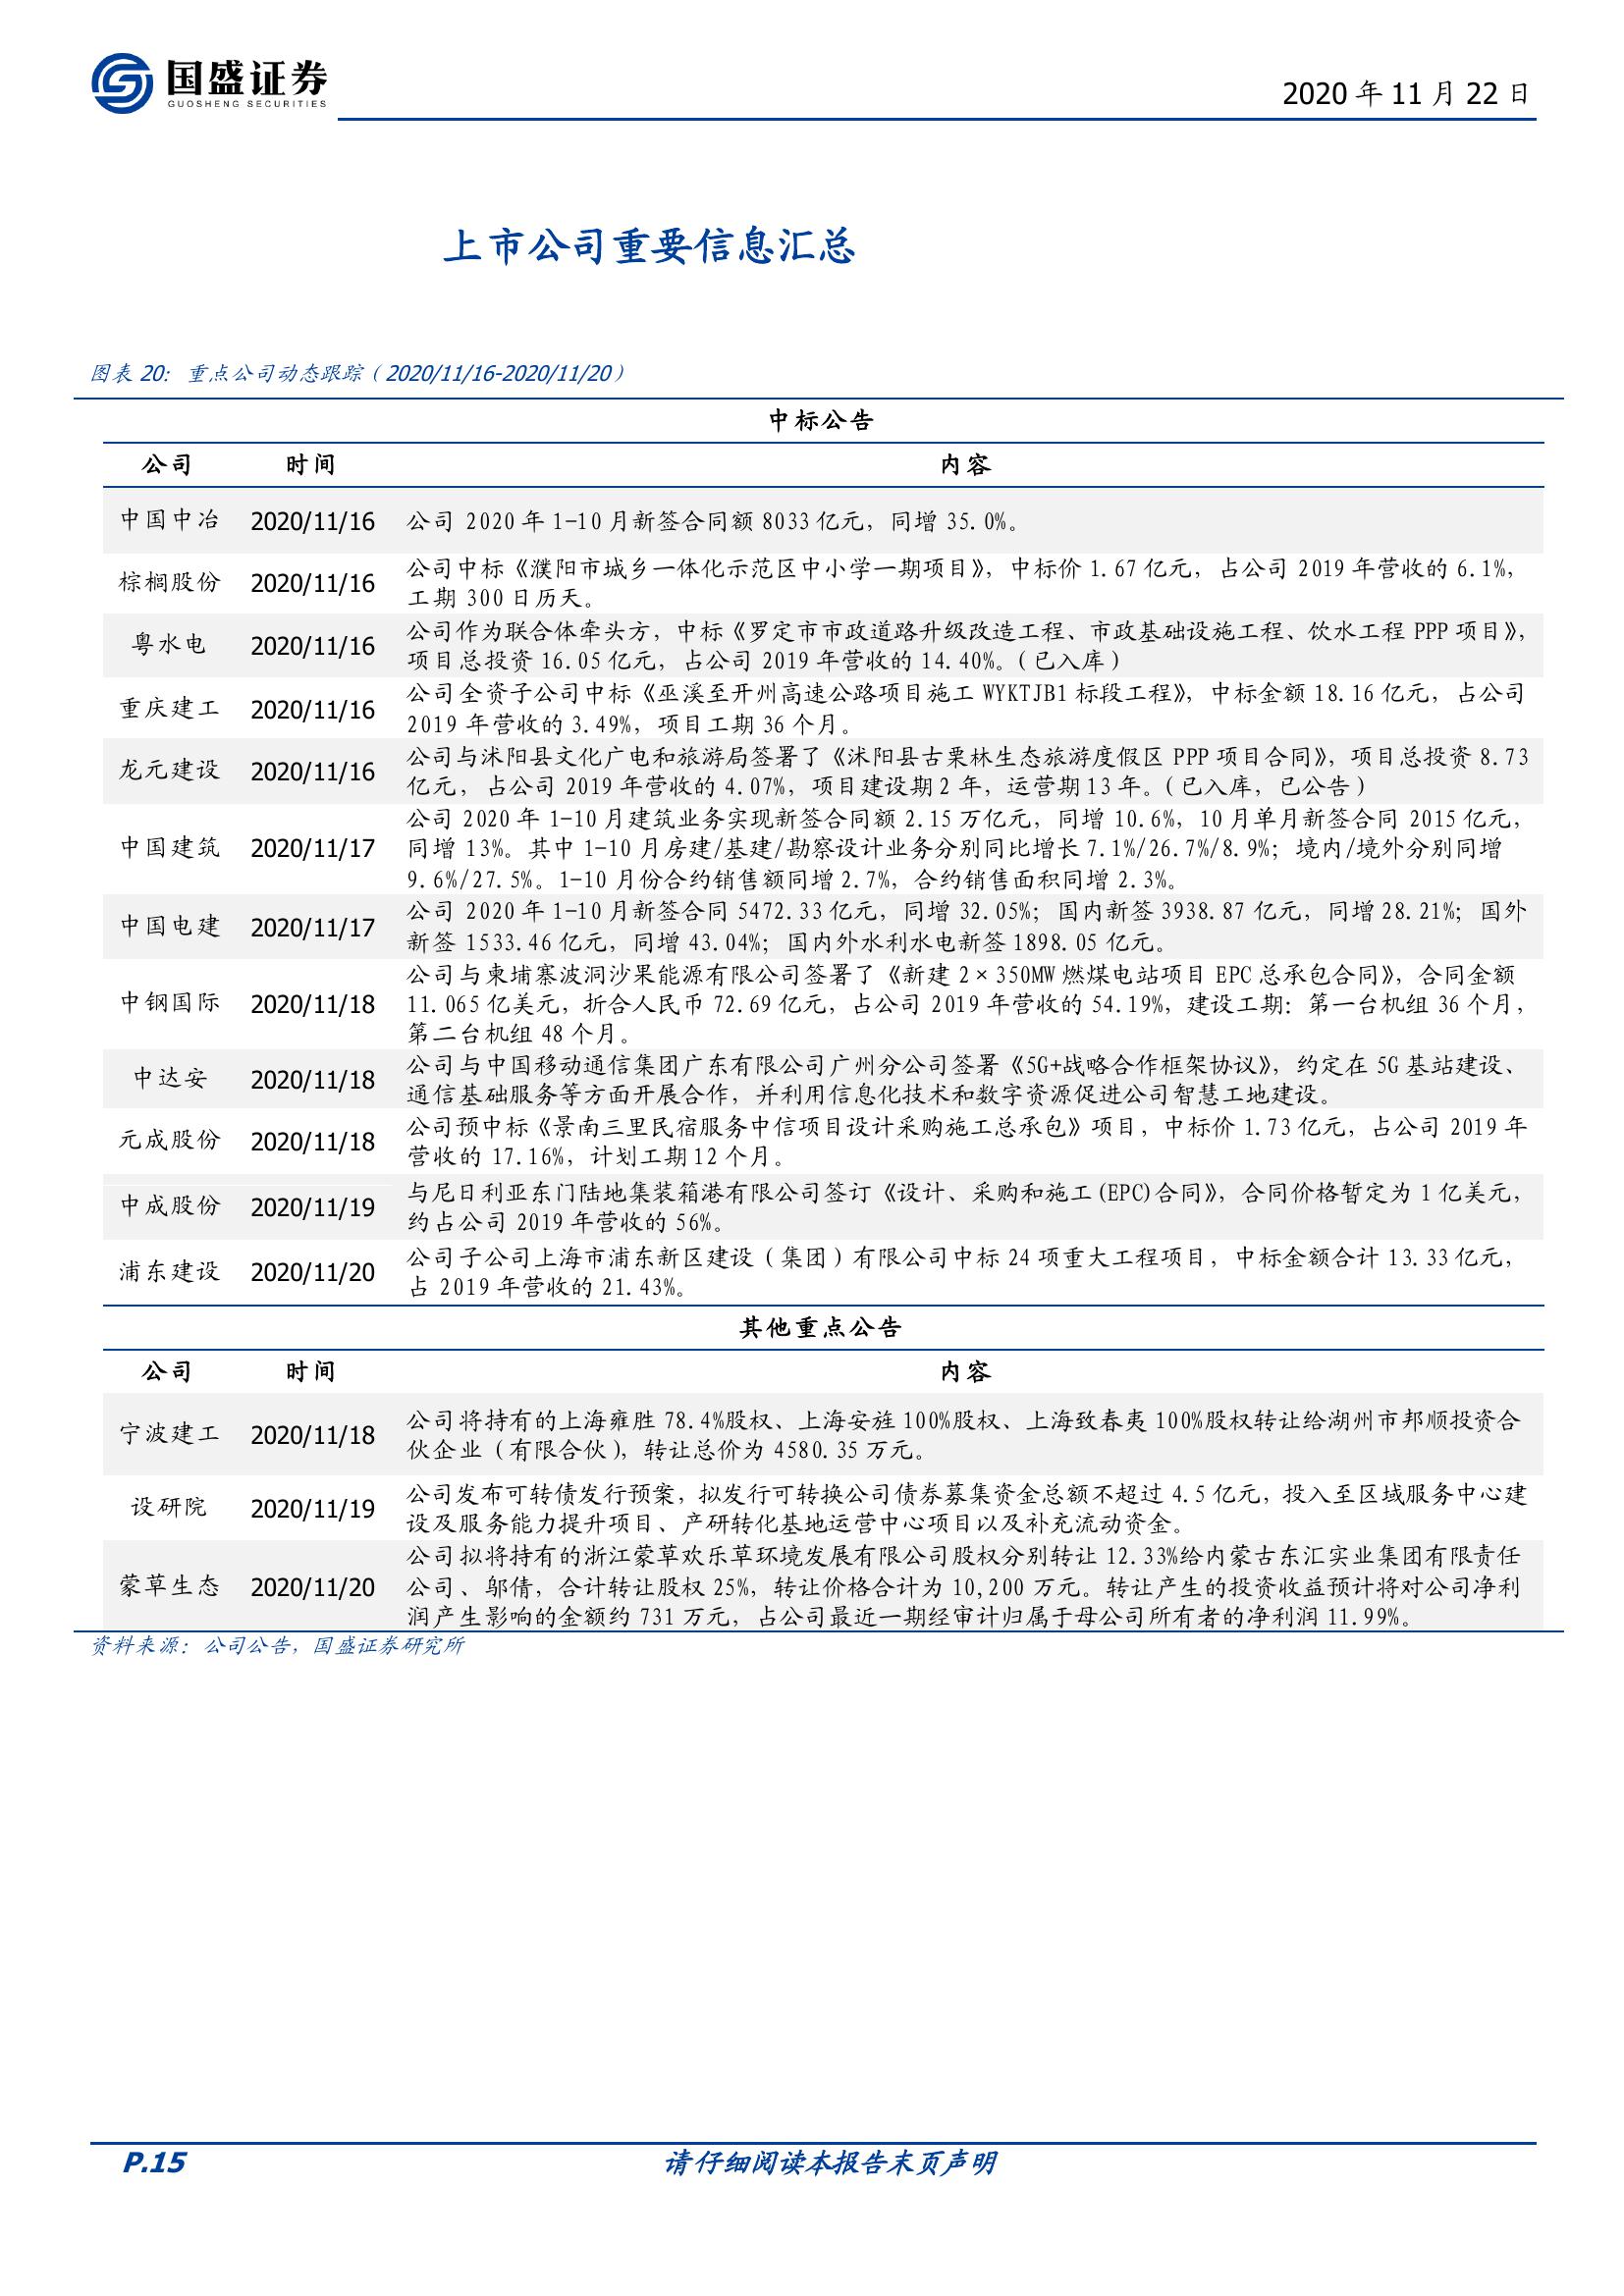 国盛证券
GUOSHENG SECURITIES
2020 年 11 月 22 日
上市公司重要信息汇总
图表 20：重点公司动态跟踪（2020/11/16-2020/11/20）
中标公告
公司 时间 内容
中国中冶 2020/11/16 公司 2020 年 1-10 月新签合同额 8033 亿元，同增 35.0%。
棕榈股份 2020/11/16 公司中标《濮阳市城乡一体化示范区中小学一期项目》，中标价 1.67 亿元，占公司 2019 年营收的 6.1%，
工期 300 日历天。
粤水电 2020/11/16 公司作为联合体牵头方，中标《罗定市市政道路升级改造工程、市政基础设施工程、饮水工程 PPP 项目》，
项目总投资 16.05 亿元，占公司 2019 年营收的 14.40%。（已入库）
重庆建工 2020/11/16 公司全资子公司中标《巫溪至开州高速公路项目施工 WYKTJB1 标段工程》，中标金额 18.16 亿元，占公司
2019 年营收的 3.49%，项目工期 36 个月。
龙元建设 2020/11/16 公司与沭阳县文化广电和旅游局签署了《沭阳县古栗林生态旅游度假区 PPP 项目合同》，项目总投资 8.73
亿元，占公司 2019 年营收的 4.07%，项目建设期 2 年，运营期 13 年。（已入库，已公告）
中国建筑 2020/11/17 公司 2020 年 1-10 月建筑业务实现新签合同额 2.15 万亿元，同增 10.6%，10 月单月新签合同 2015 亿元，
同增 13%。其中 1-10 月房建/基建/勘察设计业务分别同比增长 7.1%/26.7%/8.9%；境内/境外分别同增
9.6%/27.5%。1-10 月份合约销售额同增 2.7%，合约销售面积同增 2.3%。
中国电建 2020/11/17 公司 2020 年 1-10 月新签合同 5472.33 亿元，同增 32.05%；国内新签 3938.87 亿元，同增 28.21%；国外
新签 1533.46 亿元，同增 43.04%；国内外水利水电新签 1898.05 亿元。
中钢国际 2020/11/18 公司与柬埔寨波洞沙果能源有限公司签署了《新建 2×350MW 燃煤电站项目 EPC 总承包合同》，合同金额
11.065 亿美元，折合人民币 72.69 亿元，占公司 2019 年营收的 54.19%，建设工期：第一台机组 36 个月，
第二台机组 48 个月。
中达安 2020/11/18 公司与中国移动通信集团广东有限公司广州分公司签署《5G+战略合作框架协议》，约定在 5G 基站建设、
通信基础服务等方面开展合作，并利用信息化技术和数字资源促进公司智慧工地建设。
元成股份 2020/11/18 公司预中标《景南三里民宿服务中信项目设计采购施工总承包》项目，中标价 1.73 亿元，占公司 2019 年
营收的 17.16%，计划工期 12 个月。
中成股份 2020/11/19 与尼日利亚东门陆地集装箱港有限公司签订《设计、采购和施工(EPC)合同》，合同价格暂定为 1 亿美元，
约占公司 2019 年营收的 56%。
浦东建设 2020/11/20 公司子公司上海市浦东新区建设（集团）有限公司中标 24 项重大工程项目，中标金额合计 13.33 亿元，
占 2019 年营收的 21.43%。
其他重点公告
公司 时间 内容
宁波建工 2020/11/18 公司将持有的上海雍胜 78.4%股权、上海安旌 100%股权、上海致春夷 100%股权转让给湖州市邦顺投资合
伙企业（有限合伙），转让总价为 4580.35 万元。
设研院 2020/11/19 公司发布可转债发行预案，拟发行可转换公司债券募集资金总额不超过 4.5 亿元，投入至区域服务中心建
设及服务能力提升项目、产研转化基地运营中心项目以及补充流动资金。
蒙草生态 2020/11/20 公司拟将持有的浙江蒙草欢乐草环境发展有限公司股权分别转让 12.33%给内蒙古东汇实业集团有限责任
公司、邬倩，合计转让股权 25%，转让价格合计为 10,200 万元。转让产生的投资收益预计将对公司净利
润产生影响的金额约 731 万元，占公司最近一期经审计归属于母公司所有者的净利润 11.99%。
资料来源：公司公告，国盛证券研究所
P.15 请仔细阅读本报告末页声明